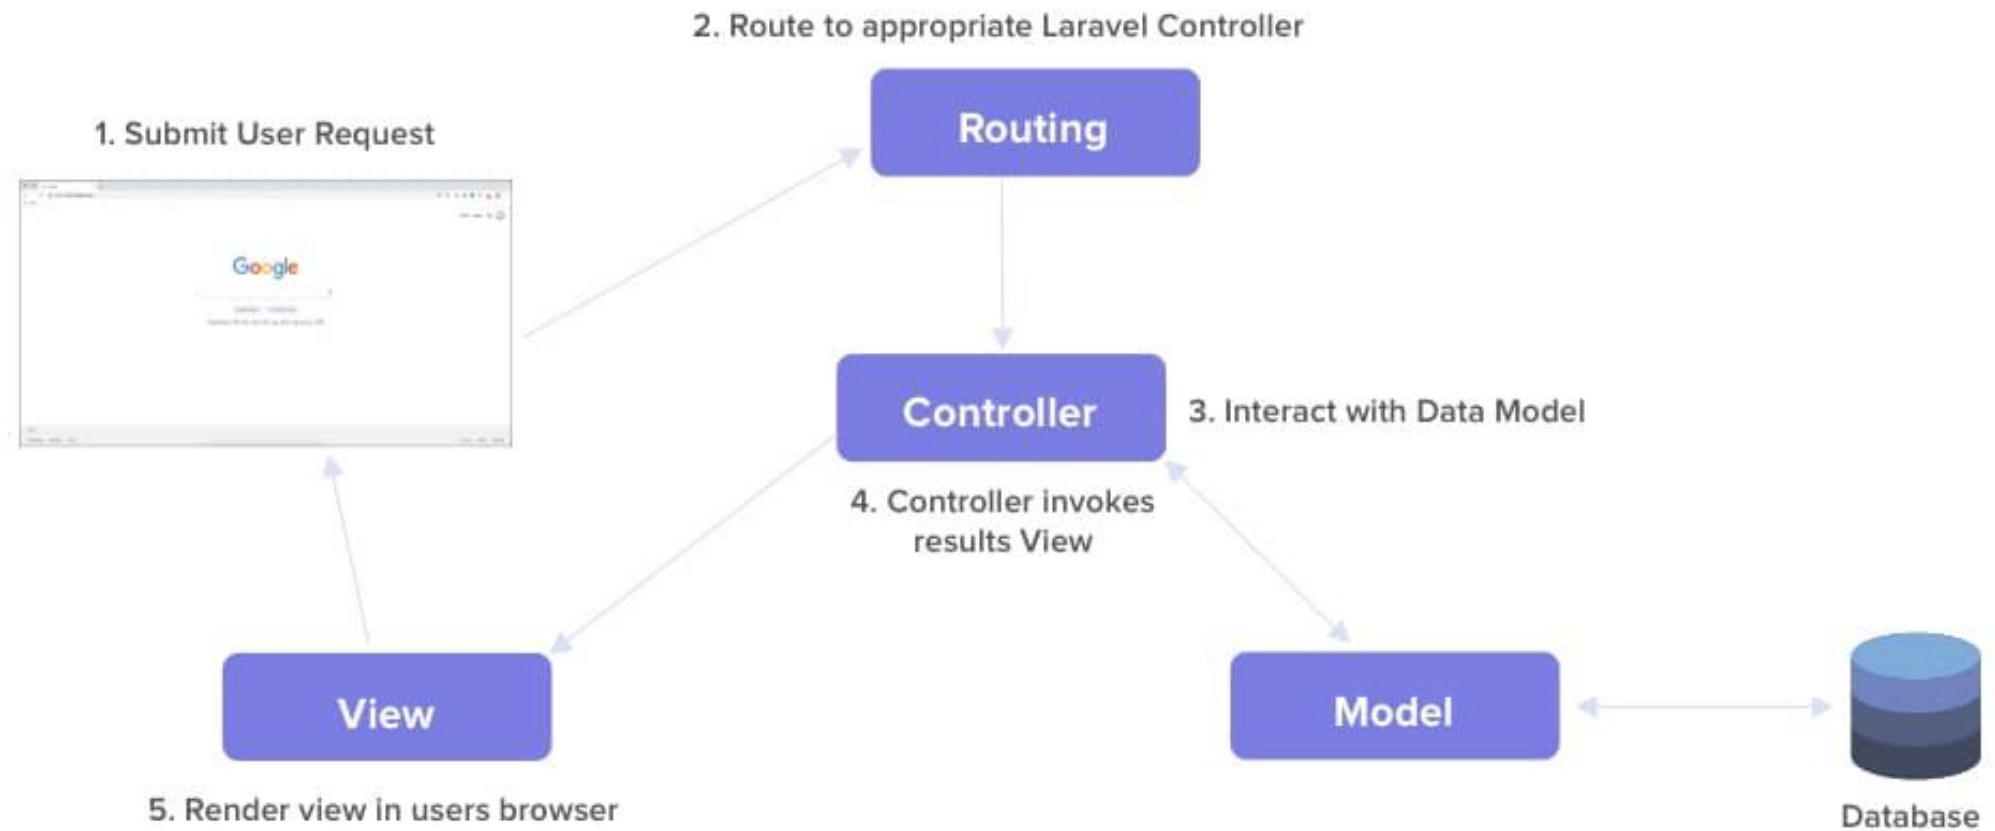 2. Route to appropriate Laravel Controller
Routing
1. Submit User Request
Google
Controller
3. Interact with Data Model
4. Controller invokes
results View
View
Model
5. Render view in users browser
Database